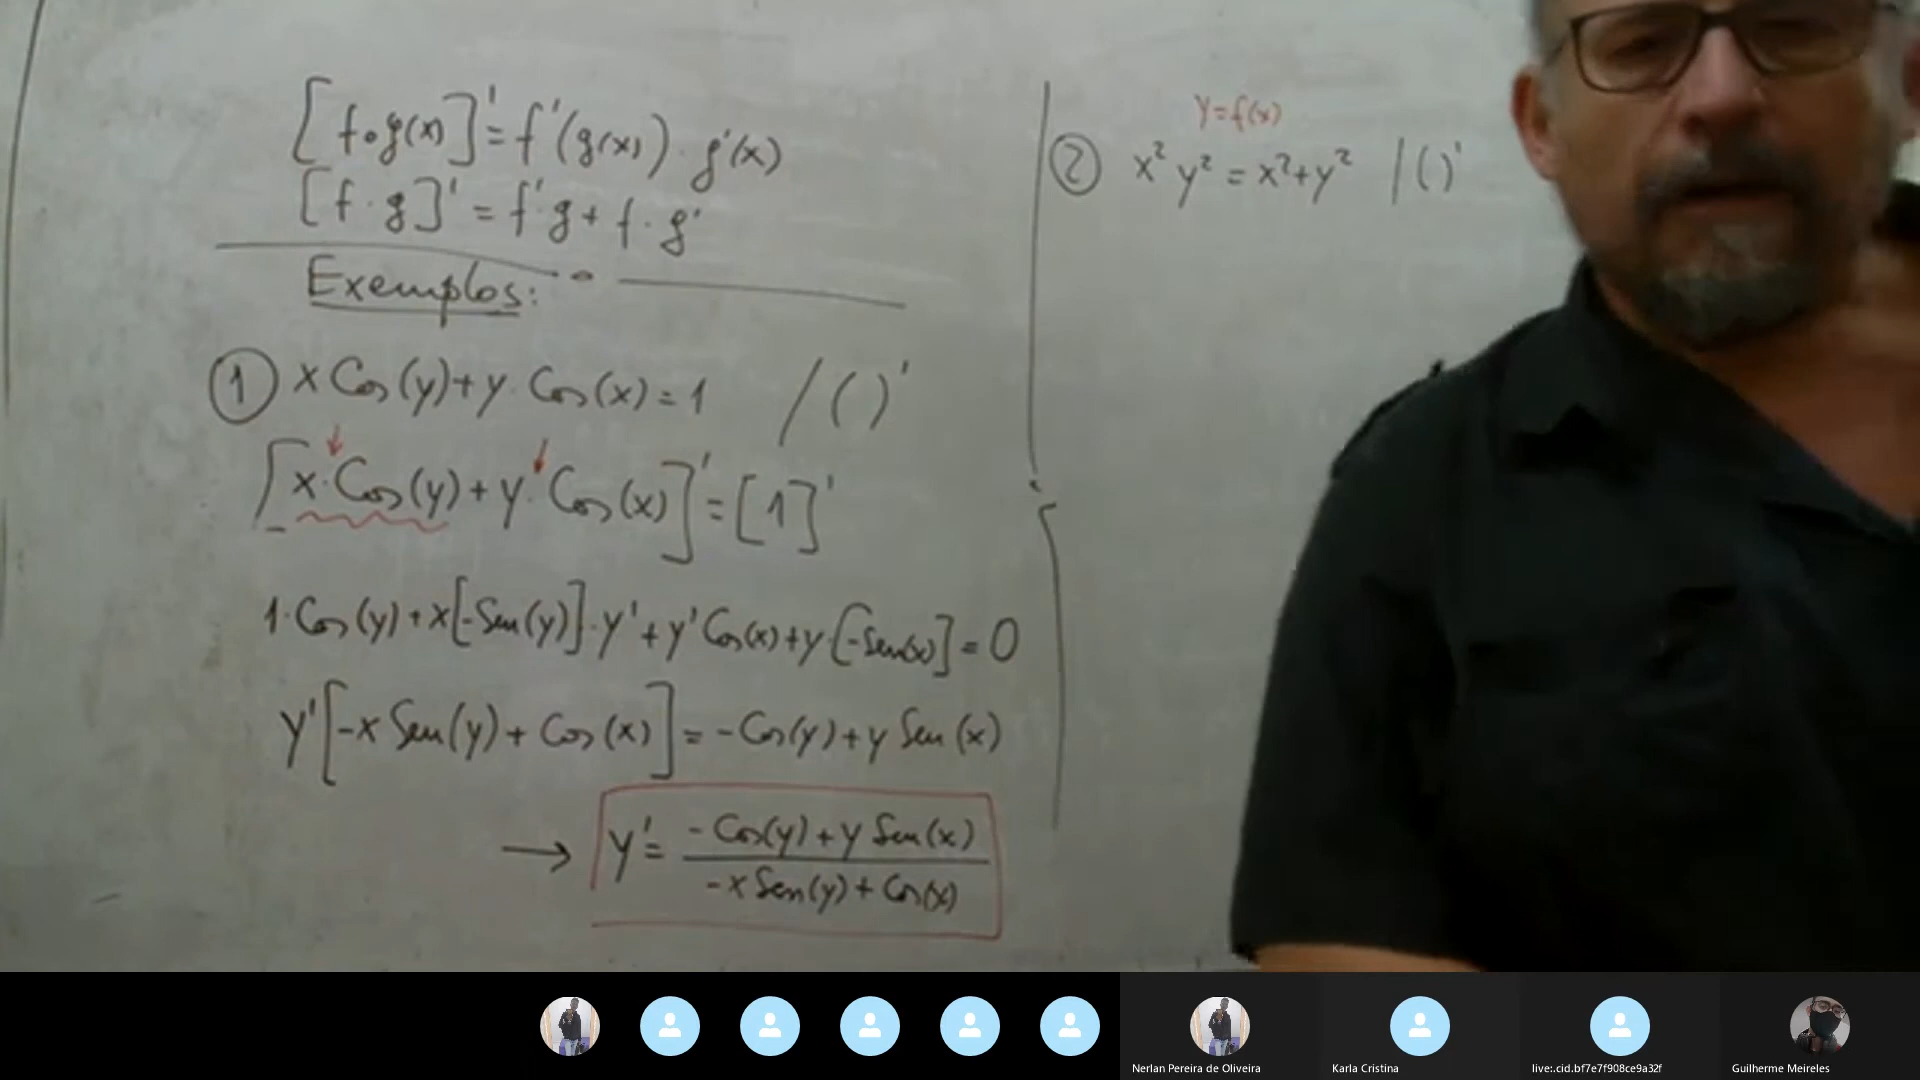 [f∘g(x)]' = f'(g(x)) · g'(x)
[f · g]' = f' g + f · g'
Exemplos:
① x Cos(y) + y · Cos(x) = 1 / ( )'
[x · Cos(y) + y · Cos(x)]' = [1]'
1 · Cos(y) + x[-Sen(y)] · y' + y' Cos(x) + y · [-Sen(x)] = 0
y'[-x Sen(y) + Cos(x)] = -Cos(y) + y Sen(x)
→ y' = (-Cos(y) + y Sen(x)) / (-x Sen(y) + Cos(x))
y = f(x)
② x² y² = x² + y² / ( )'
Nerlan Pereira de Oliveira
Karla Cristina
live:.cid.bf7e7f908ce9a32f
Guilherme Meireles